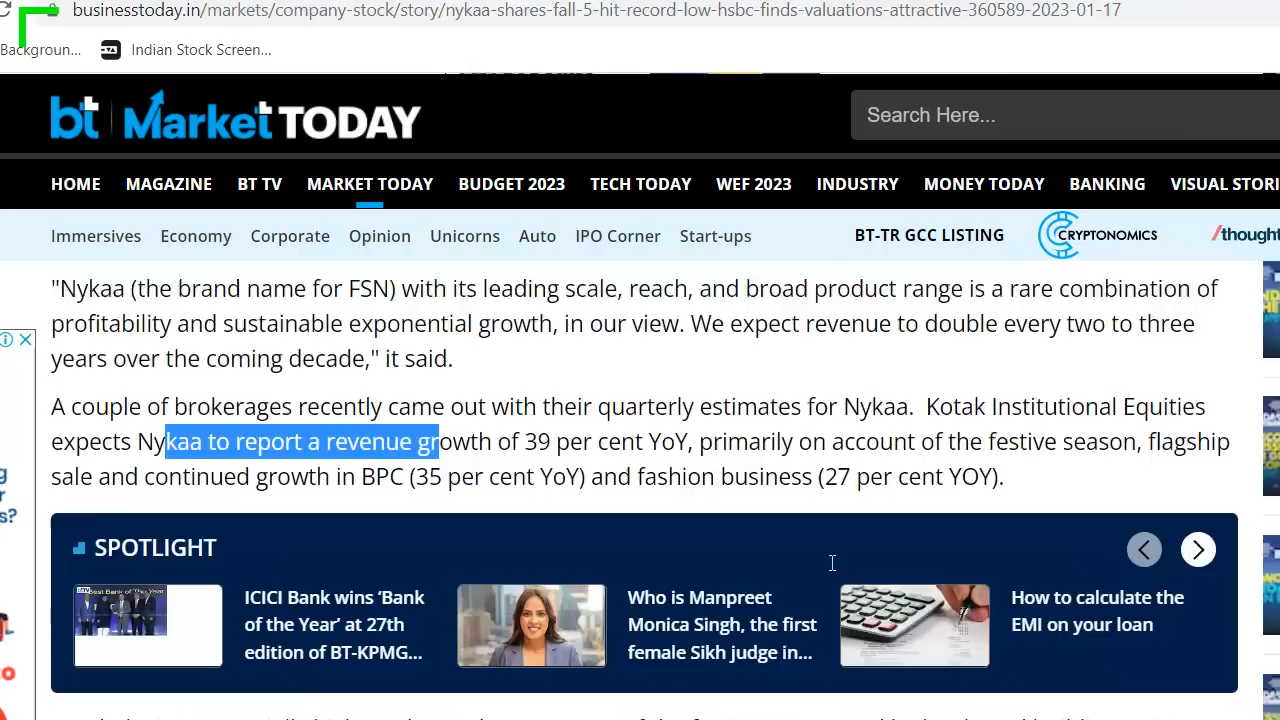 businesstoday.in/markets/company-stock/story/nykaa-shares-fall-5-hit-record-low-hsbc-finds-valuations-attractive-360589-2023-01-17
Backgroun... Indian Stock Screen...
bt Market TODAY Search Here...
HOME MAGAZINE BT TV MARKET TODAY BUDGET 2023 TECH TODAY WEF 2023 INDUSTRY MONEY TODAY BANKING VISUAL STORI
Immersives Economy Corporate Opinion Unicorns Auto IPO Corner Start-ups BT-TR GCC LISTING CRYPTONOMICS /thought
"Nykaa (the brand name for FSN) with its leading scale, reach, and broad product range is a rare combination of
profitability and sustainable exponential growth, in our view. We expect revenue to double every two to three
years over the coming decade," it said.
A couple of brokerages recently came out with their quarterly estimates for Nykaa. Kotak Institutional Equities
expects Nykaa to report a revenue growth of 39 per cent YoY, primarily on account of the festive season, flagship
sale and continued growth in BPC (35 per cent YoY) and fashion business (27 per cent YOY).
SPOTLIGHT
ICICI Bank wins ‘Bank
of the Year’ at 27th
edition of BT-KPMG...
Who is Manpreet
Monica Singh, the first
female Sikh judge in...
How to calculate the
EMI on your loan